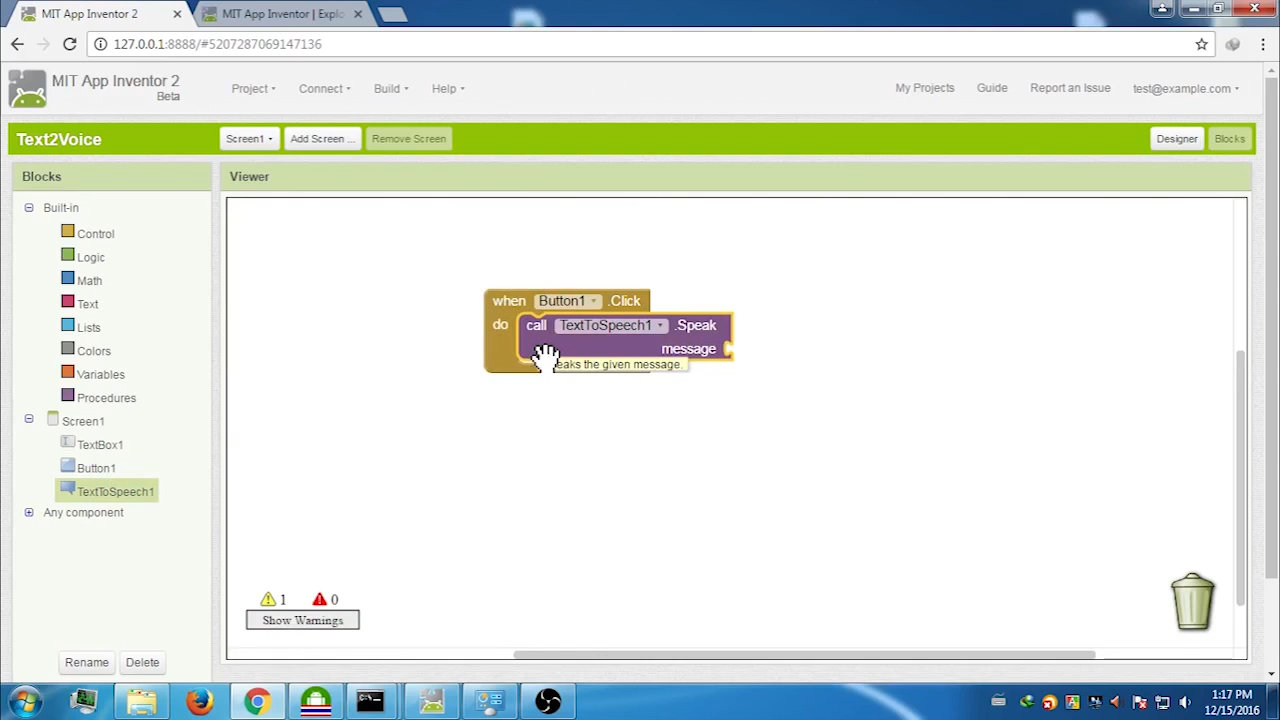 MIT App Inventor 2
MIT App Inventor | Explo
127.0.0.1:8888/#5207287069147136
MIT App Inventor 2
Beta
Project
Connect
Build
Help
My Projects
Guide
Report an Issue
test@example.com
Text2Voice
Screen1
Add Screen ...
Remove Screen
Designer
Blocks
Blocks
Viewer
Built-in
Control
Logic
Math
Text
Lists
Colors
Variables
Procedures
Screen1
TextBox1
Button1
TextToSpeech1
Any component
Rename
Delete
when Button1 .Click
do call TextToSpeech1 .Speak
message
eaks the given message.
1
0
Show Warnings
1:17 PM
12/15/2016